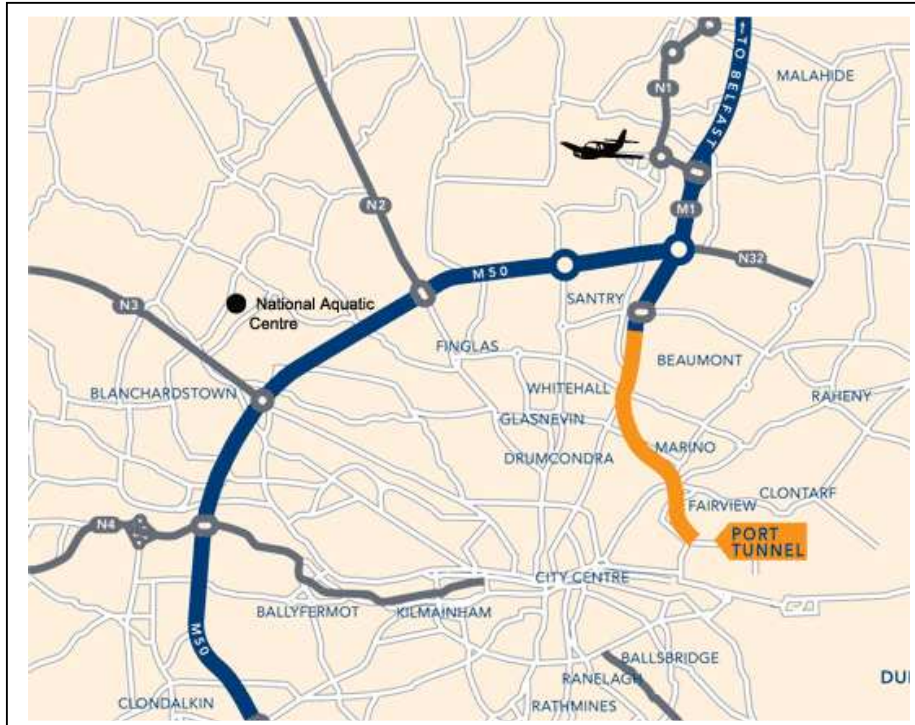 ←TO BELFAST
MALAHIDE
N1
N2
M1
M50
N32
N3
National Aquatic
Centre
SANTRY
FINGLAS
BEAUMONT
BLANCHARDSTOWN
WHITEHALL
RAHENY
GLASNEVIN
MARINO
DRUMCONDRA
CLONTARF
FAIRVIEW
N4
PORT
TUNNEL
CITY CENTRE
BALLYFERMOT
KILMAINHAM
M50
BALLSBRIDGE
RANELAGH
CLONDALKIN
RATHMINES
DU